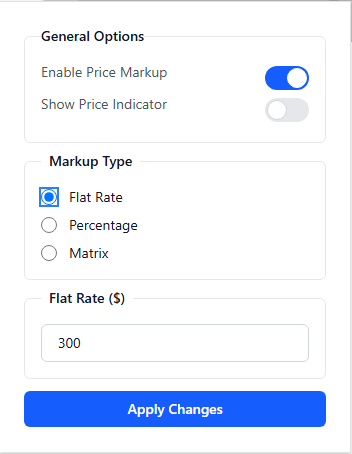 General Options
Enable Price Markup
Show Price Indicator
Markup Type
Flat Rate
Percentage
Matrix
Flat Rate ($)
300
Apply Changes